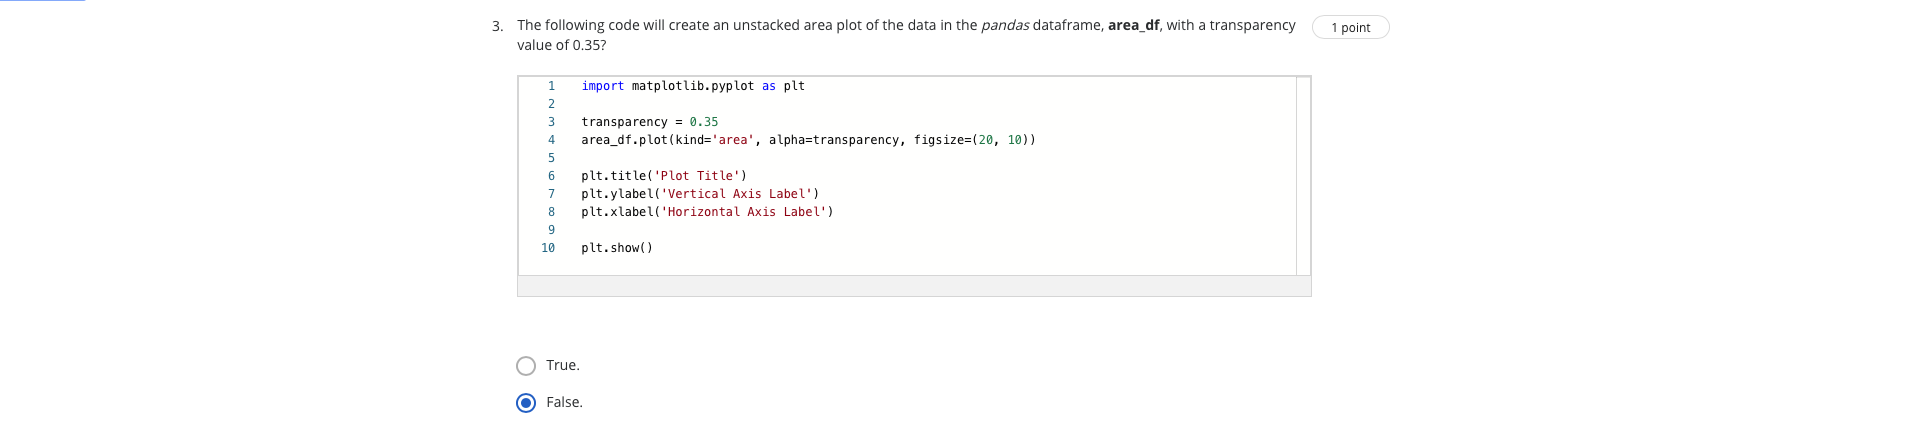 3. The following code will create an unstacked area plot of the data in the pandas dataframe, area_df, with a transparency
value of 0.35?
1 point
1 import matplotlib.pyplot as plt
2
3 transparency = 0.35
4 area_df.plot(kind='area', alpha=transparency, figsize=(20, 10))
5
6 plt.title('Plot Title')
7 plt.ylabel('Vertical Axis Label')
8 plt.xlabel('Horizontal Axis Label')
9
10 plt.show()
True.
False.